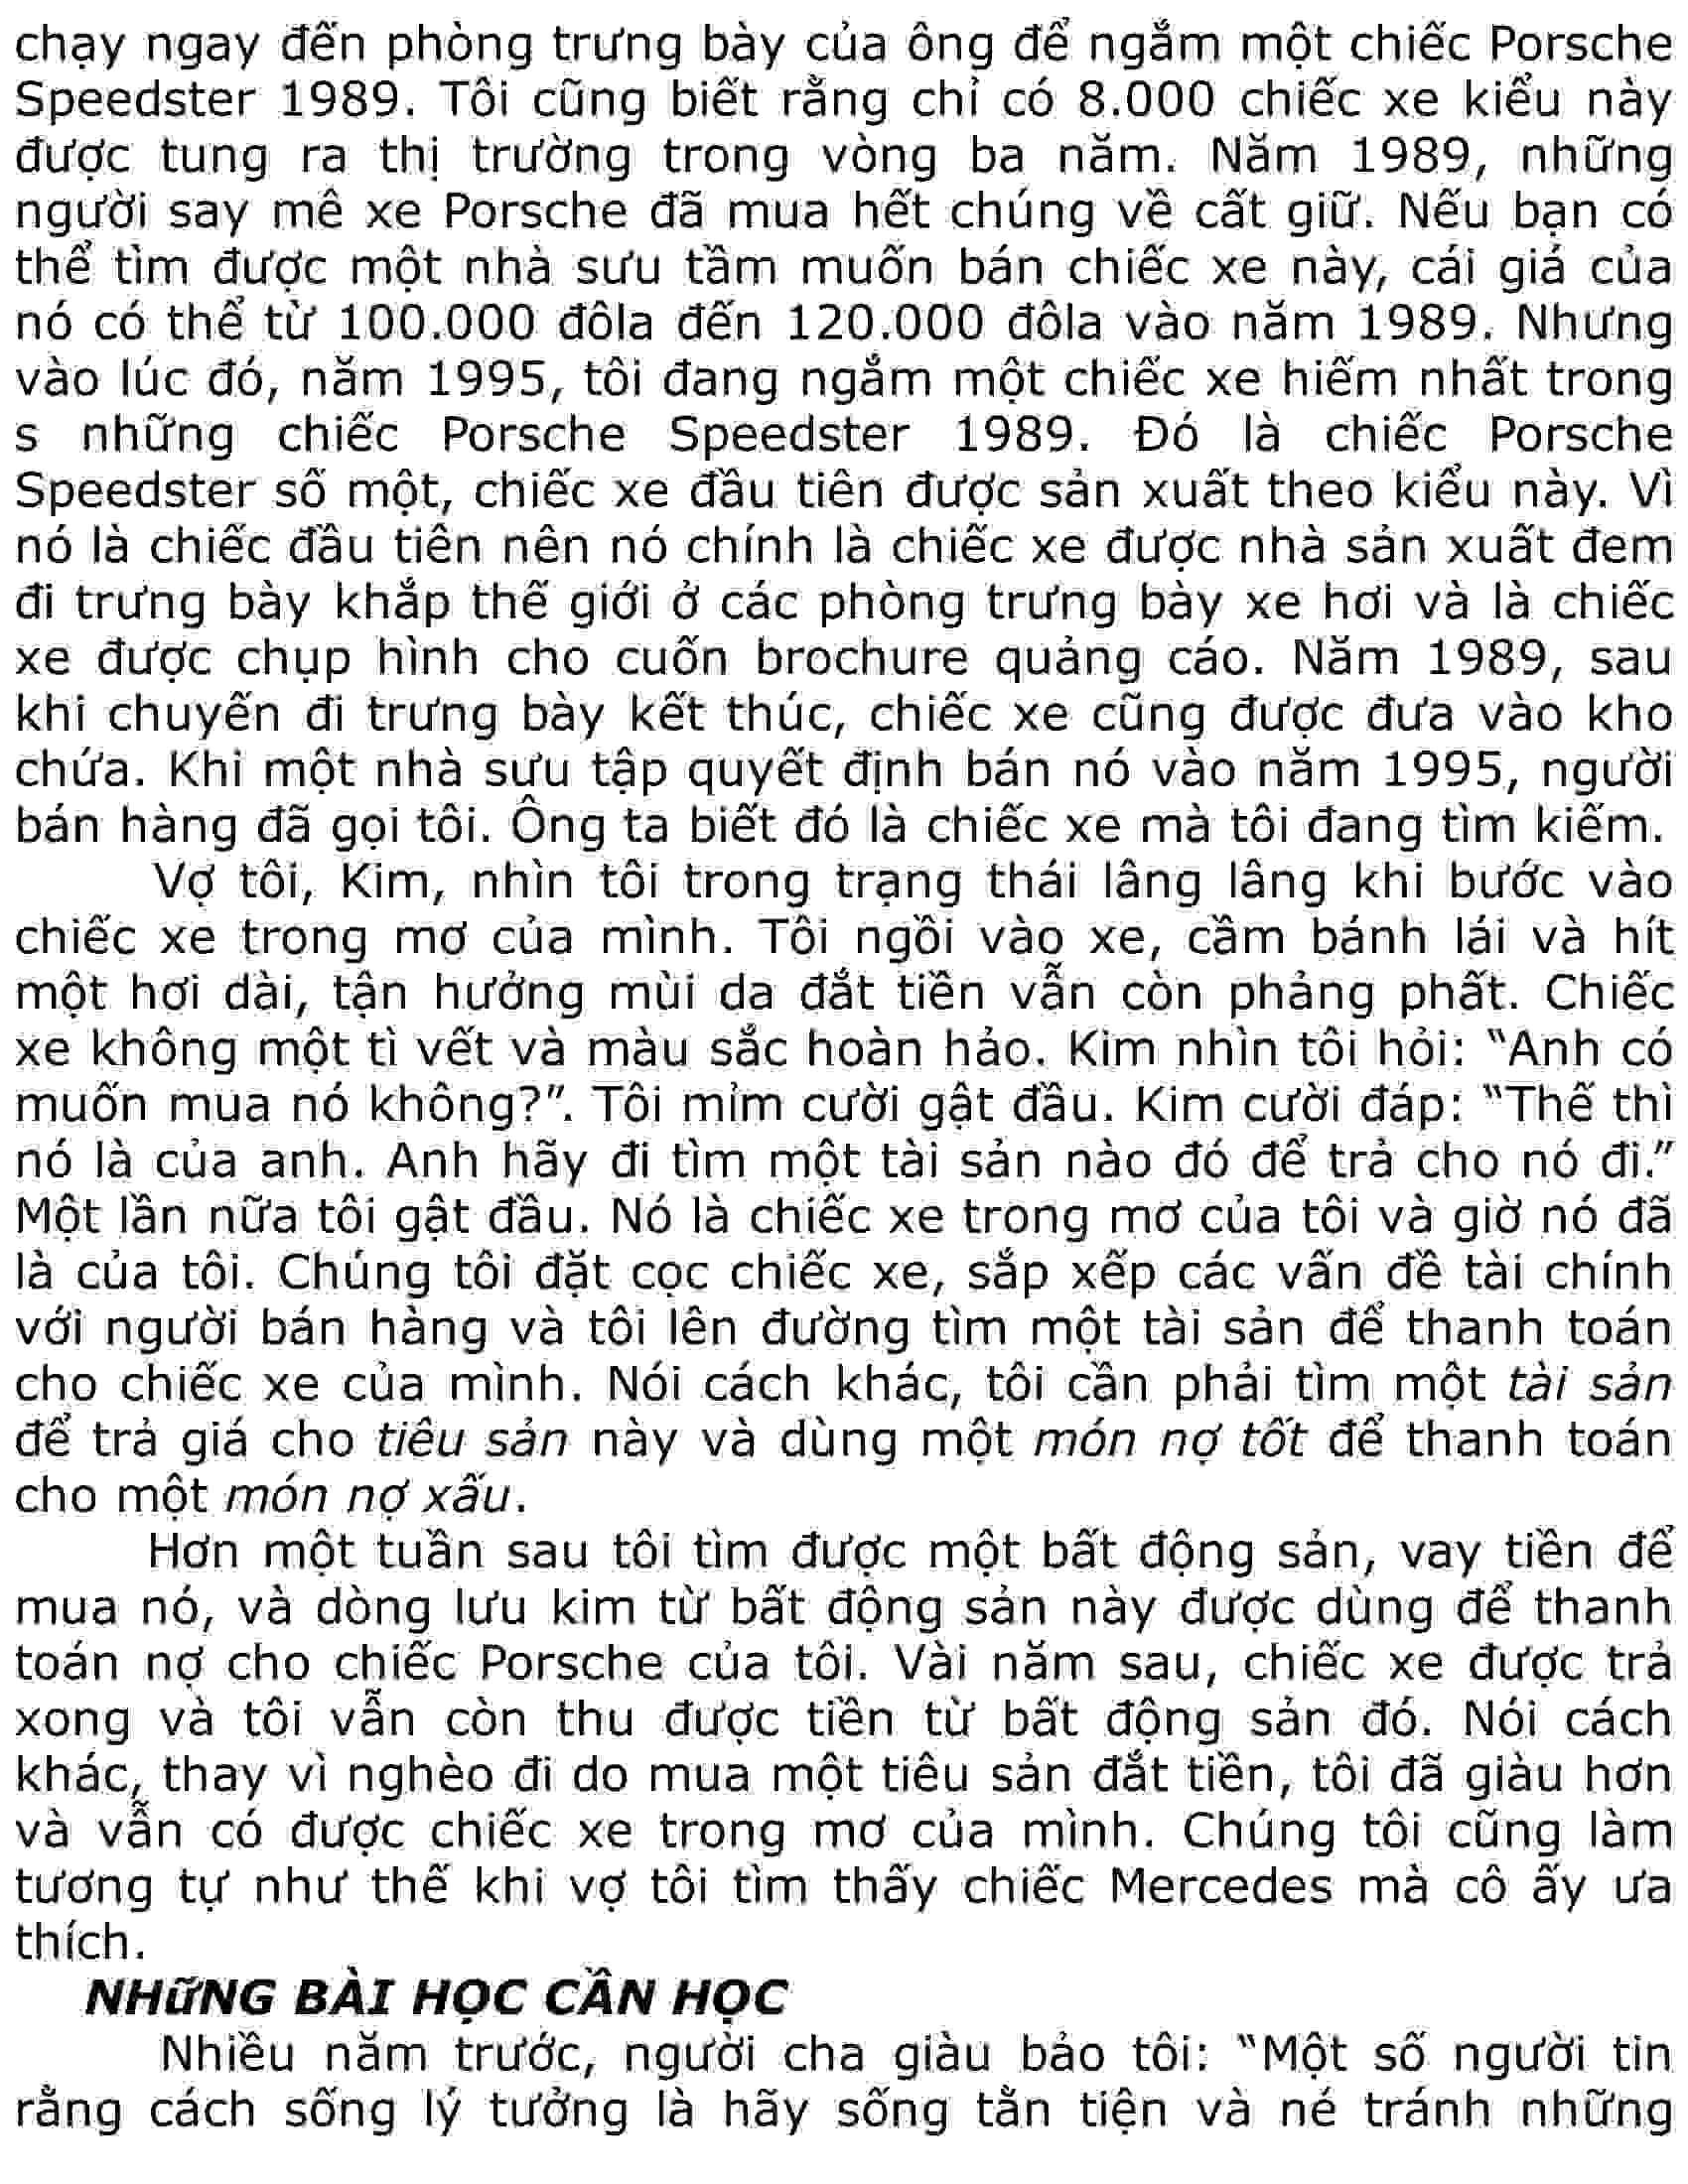 chạy ngay đến phòng trưng bày của ông để ngắm một chiếc Porsche
Speedster 1989. Tôi cũng biết rằng chỉ có 8.000 chiếc xe kiểu này
được tung ra thị trường trong vòng ba năm. Năm 1989, những
người say mê xe Porsche đã mua hết chúng về cất giữ. Nếu bạn có
thể tìm được một nhà sưu tầm muốn bán chiếc xe này, cái giá của
nó có thể từ 100.000 đôla đến 120.000 đôla vào năm 1989. Nhưng
vào lúc đó, năm 1995, tôi đang ngắm một chiếc xe hiếm nhất trong
s những chiếc Porsche Speedster 1989. Đó là chiếc Porsche
Speedster số một, chiếc xe đầu tiên được sản xuất theo kiểu này. Vì
nó là chiếc đầu tiên nên nó chính là chiếc xe được nhà sản xuất đem
đi trưng bày khắp thế giới ở các phòng trưng bày xe hơi và là chiếc
xe được chụp hình cho cuốn brochure quảng cáo. Năm 1989, sau
khi chuyến đi trưng bày kết thúc, chiếc xe cũng được đưa vào kho
chứa. Khi một nhà sưu tập quyết định bán nó vào năm 1995, người
bán hàng đã gọi tôi. Ông ta biết đó là chiếc xe mà tôi đang tìm kiếm.
Vợ tôi, Kim, nhìn tôi trong trạng thái lâng lâng khi bước vào
chiếc xe trong mơ của mình. Tôi ngồi vào xe, cầm bánh lái và hít
một hơi dài, tận hưởng mùi da đắt tiền vẫn còn phảng phất. Chiếc
xe không một tì vết và màu sắc hoàn hảo. Kim nhìn tôi hỏi: “Anh có
muốn mua nó không?”. Tôi mỉm cười gật đầu. Kim cười đáp: “Thế thì
nó là của anh. Anh hãy đi tìm một tài sản nào đó để trả cho nó đi.”
Một lần nữa tôi gật đầu. Nó là chiếc xe trong mơ của tôi và giờ nó đã
là của tôi. Chúng tôi đặt cọc chiếc xe, sắp xếp các vấn đề tài chính
với người bán hàng và tôi lên đường tìm một tài sản để thanh toán
cho chiếc xe của mình. Nói cách khác, tôi cần phải tìm một tài sản
để trả giá cho tiêu sản này và dùng một món nợ tốt để thanh toán
cho một món nợ xấu.
Hơn một tuần sau tôi tìm được một bất động sản, vay tiền để
mua nó, và dòng lưu kim từ bất động sản này được dùng để thanh
toán nợ cho chiếc Porsche của tôi. Vài năm sau, chiếc xe được trả
xong và tôi vẫn còn thu được tiền từ bất động sản đó. Nói cách
khác, thay vì nghèo đi do mua một tiêu sản đắt tiền, tôi đã giàu hơn
và vẫn có được chiếc xe trong mơ của mình. Chúng tôi cũng làm
tương tự như thế khi vợ tôi tìm thấy chiếc Mercedes mà cô ấy ưa
thích.
NHỮNG BÀI HỌC CẦN HỌC
Nhiều năm trước, người cha giàu bảo tôi: “Một số người tin
rằng cách sống lý tưởng là hãy sống tằn tiện và né tránh những